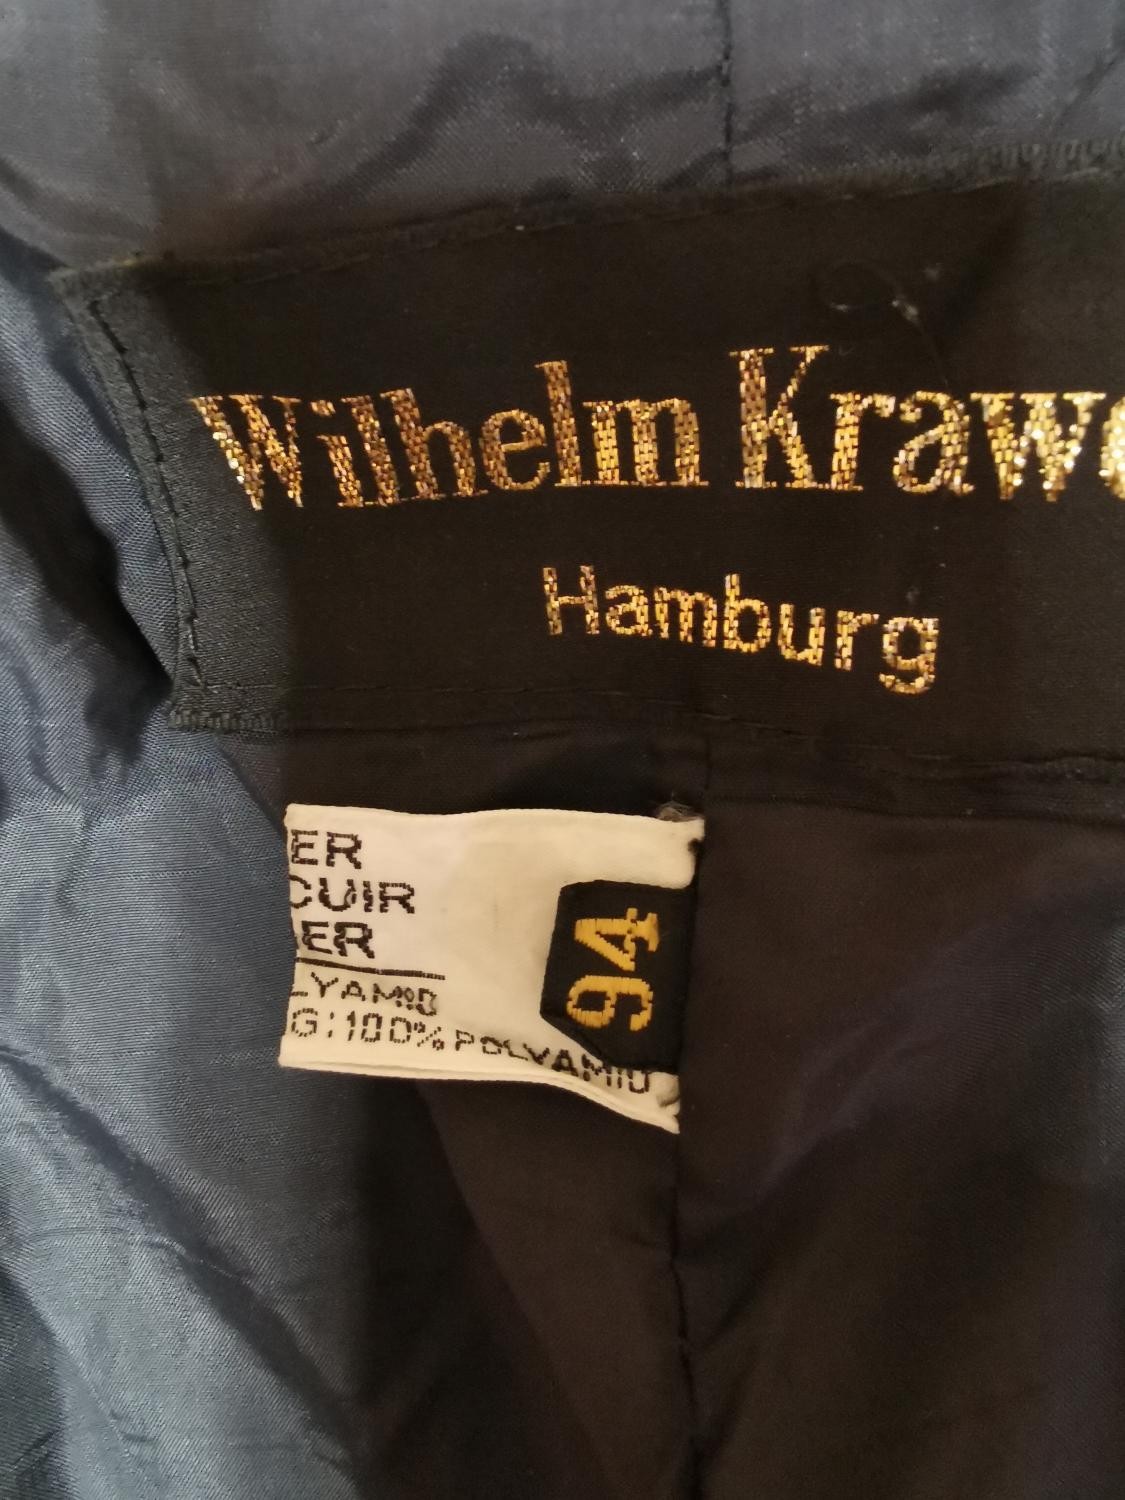 Wilhelm Krawe
Hamburg
ER
CUIR
ER
LYAMID
G:100% POLYAMID
94